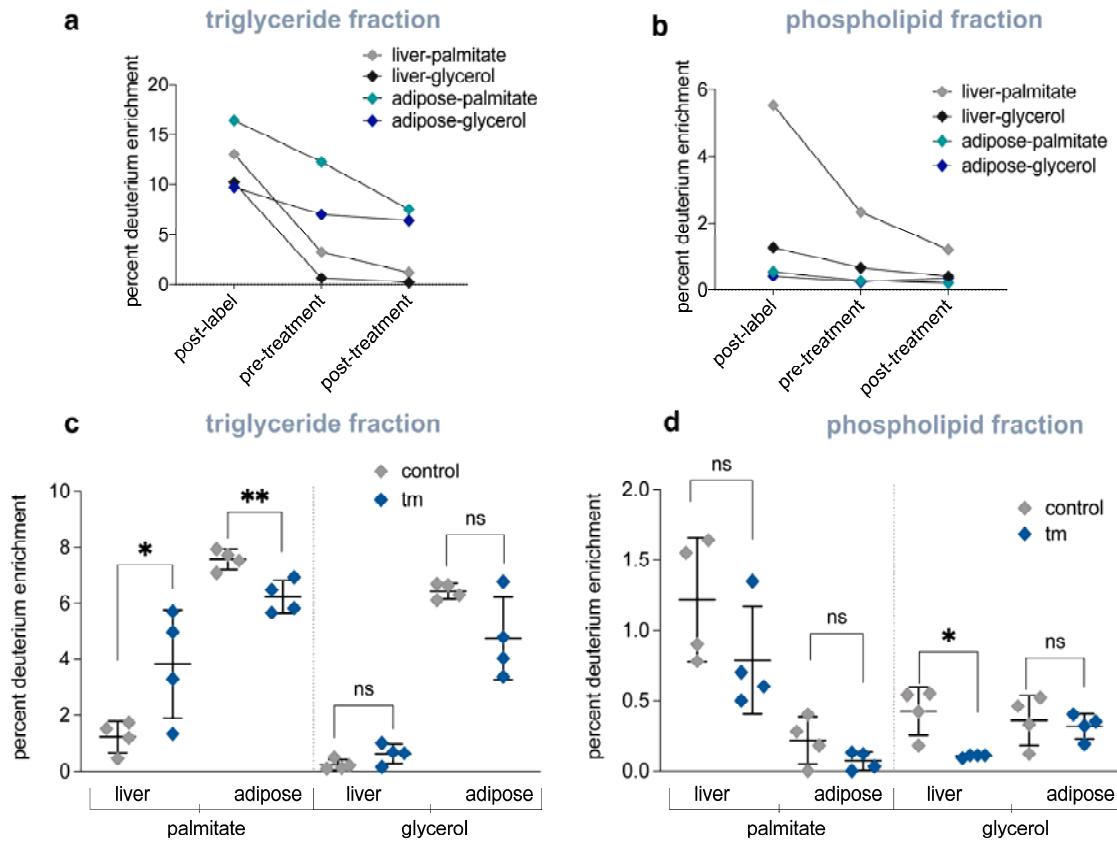 a
triglyceride fraction
liver-palmitate
liver-glycerol
adipose-palmitate
adipose-glycerol
percent deuterium enrichment
20
15
10
5
0
post-label
pre-treatment
post-treatment
b
phospholipid fraction
liver-palmitate
liver-glycerol
adipose-palmitate
adipose-glycerol
percent deuterium enrichment
6
4
2
0
post-label
pre-treatment
post-treatment
c
triglyceride fraction
control
tm
percent deuterium enrichment
10
8
6
4
2
0
*
**
ns
ns
liver
adipose
liver
adipose
palmitate
glycerol
d
phospholipid fraction
control
tm
percent deuterium enrichment
2.0
1.5
1.0
0.5
0.0
ns
ns
*
ns
liver
adipose
liver
adipose
palmitate
glycerol